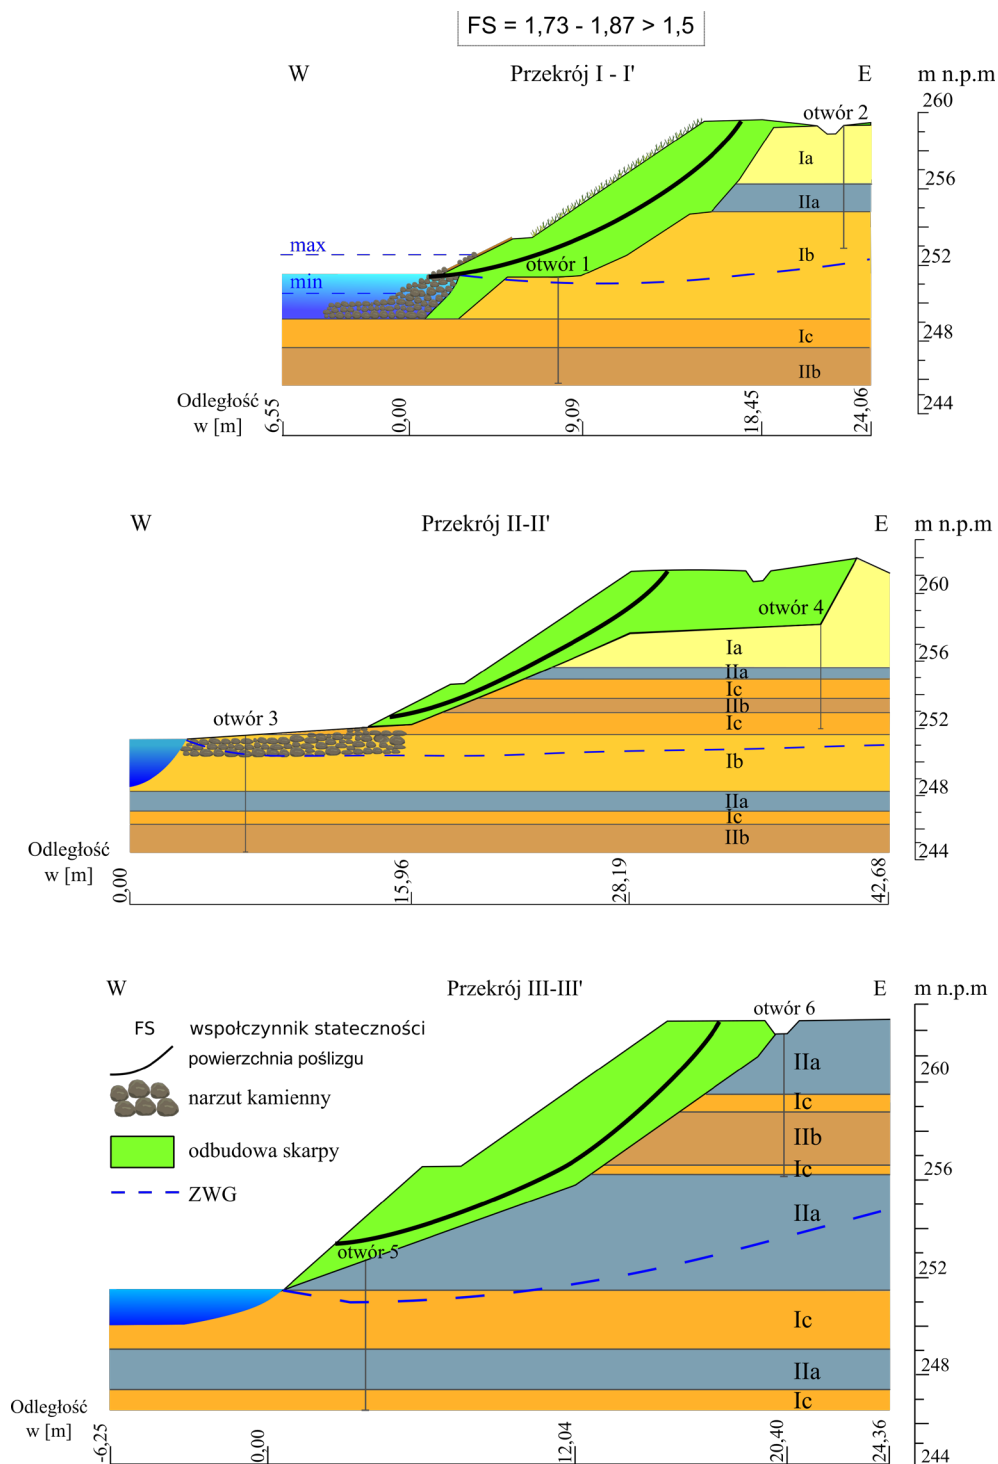 FS = 1,73 - 1,87 > 1,5
W
Przekrój I - I'
E
m n.p.m
260
otwór 2
Ia
256
IIa
max
Ib
252
otwór 1
min
248
Ic
IIb
244
Odległość
w [m]
6,55
0,00
9,09
18,45
24,06
W
Przekrój II-II'
E
m n.p.m
260
otwór 4
Ia
256
IIa
Ic
IIb
otwór 3
252
Ic
Ib
248
IIa
Ic
IIb
244
Odległość
w [m]
0,00
15,96
28,19
42,68
W
Przekrój III-III'
E
m n.p.m
otwór 6
FS wspołczynnik stateczności
powierzchnia poślizgu
IIa
260
narzut kamienny
Ic
IIb
odbudowa skarpy
Ic
256
ZWG
IIa
otwór 5
252
Ic
248
IIa
Ic
244
Odległość
w [m]
-6,25
0,00
12,04
20,40
24,36